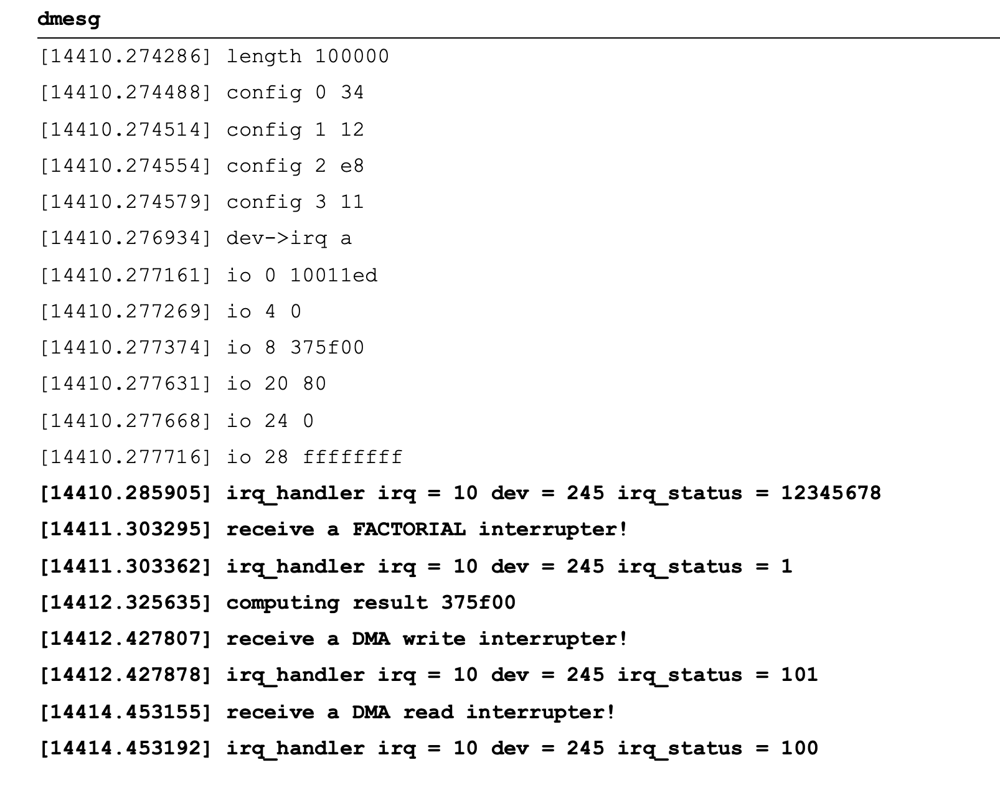 dmesg
[14410.274286] length 100000
[14410.274488] config 0 34
[14410.274514] config 1 12
[14410.274554] config 2 e8
[14410.274579] config 3 11
[14410.276934] dev->irq a
[14410.277161] io 0 10011ed
[14410.277269] io 4 0
[14410.277374] io 8 375f00
[14410.277631] io 20 80
[14410.277668] io 24 0
[14410.277716] io 28 ffffffff
[14410.285905] irq_handler irq = 10 dev = 245 irq_status = 12345678
[14411.303295] receive a FACTORIAL interrupter!
[14411.303362] irq_handler irq = 10 dev = 245 irq_status = 1
[14412.325635] computing result 375f00
[14412.427807] receive a DMA write interrupter!
[14412.427878] irq_handler irq = 10 dev = 245 irq_status = 101
[14414.453155] receive a DMA read interrupter!
[14414.453192] irq_handler irq = 10 dev = 245 irq_status = 100